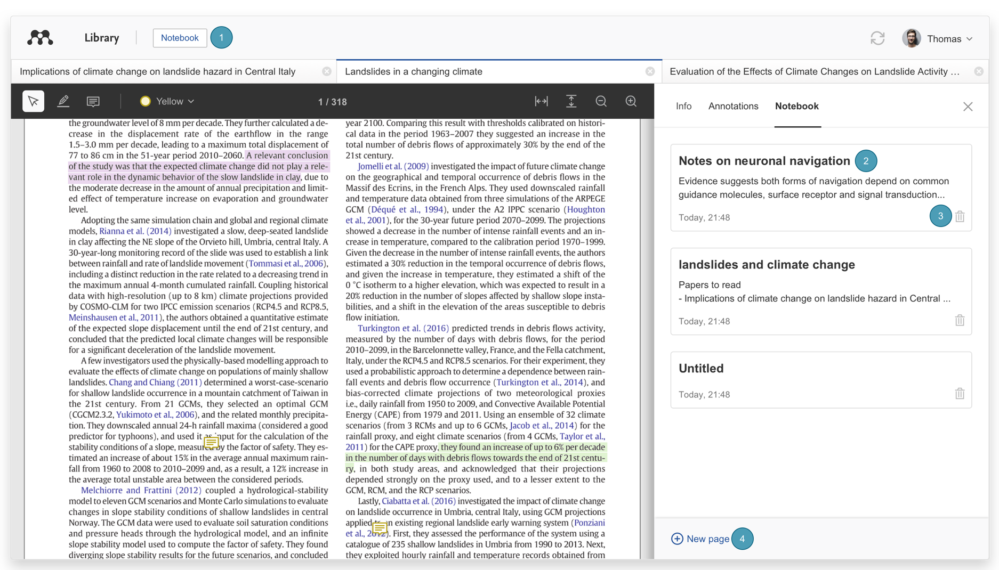 Library
Notebook
1
Thomas
Implications of climate change on landslide hazard in Central Italy
Landslides in a changing climate
Evaluation of the Effects of Climate Changes on Landslide Activity ...
Yellow
1 / 318
the groundwater level of 8 mm per decade. They further calculated a de-
crease in the displacement rate of the earthflow in the range
1.5–3.0 mm per decade, leading to a maximum total displacement of
77 to 86 cm in the 51-year period 2010–2060. A relevant conclusion
of the study was that the expected climate change did not play a rele-
vant role in the dynamic behavior of the slow landslide in clay, due to
the moderate decrease in the amount of annual precipitation and limit-
ed effect of temperature increase on evaporation and groundwater
level.
Adopting the same simulation chain and global and regional climate
models, Rianna et al. (2014) investigated a slow, deep-seated landslide
in clay affecting the NE slope of the Orvieto hill, Umbria, central Italy. A
30-year-long monitoring record of the slide was used to establish a link
between rainfall and rate of landslide movement (Tommasi et al., 2006),
including a distinct reduction in the rate related to a decreasing trend in
the maximum annual 4-month cumulated rainfall. Coupling historical
data with high-resolution (up to 8 km) climate projections provided
by COSMO-CLM for two IPCC emission scenarios (RCP4.5 and RCP8.5,
Meinshausen et al., 2011), the authors obtained a quantitative estimate
of the expected slope displacement until the end of 21st century, and
concluded that the predicted local climate changes will be responsible
for a significant deceleration of the landslide movement.
A few investigators used the physically-based modelling approach to
evaluate the effects of climate change on populations of mainly shallow
landslides. Chang and Chiang (2011) determined a worst-case-scenario
for shallow landslide occurrence in a mountain catchment of Taiwan in
the 21st century. From 21 GCMs, they selected an optimal GCM
(CGCM2.3.2, Yukimoto et al., 2006), and the related monthly precipita-
tion. They downscaled annual 24-h rainfall maxima (considered a good
predictor for typhoons), and used it input for the calculation of the
stability conditions of a slope, the factor of safety. They es-
timated an increase of about 15% in the average annual maximum rain-
fall from 1960 to 2008 to 2010–2099 and, as a result, a 12% increase in
the average total unstable area between the considered periods.
Melchiorre and Frattini (2012) coupled a hydrological-stability
model to eleven GCM scenarios and Monte Carlo simulations to evaluate
changes in slope stability conditions of shallow landslides in central
Norway. The GCM data were used to evaluate soil saturation conditions
and pressure heads through the hydrological model, and an infinite
slope stability model used to compute the factor of safety. They found
diverging slope stability results for the future scenarios, and concluded
year 2100. Comparing this result with thresholds calibrated on histori-
cal data in the period 1963–2007 they suggested an increase in the
total number of debris flows of approximately 30% by the end of the
21st century.
Jomelli et al. (2009) investigated the impact of future climate change
on the geographical and temporal occurrence of debris flows in the
Massif des Ecrins, in the French Alps. They used downscaled rainfall
and temperature data obtained from three simulations of the ARPEGE
GCM (Déqué et al., 1994), under the A2 IPPC scenario (Houghton
et al., 2001), for the 30-year future period 2070–2099. The projections
showed a decrease in the number of intense rainfall events and an in-
crease in temperature, compared to the calibration period 1970–1999.
Given the decrease in the number of intense rainfall events, the authors
estimated a 30% reduction in the temporal occurrence of debris flows,
and given the increase in temperature, they estimated a shift of the
0 °C isotherm to a higher elevation, which was expected to result in a
20% reduction in the number of slopes affected by shallow slope insta-
bilities, and a shift in the elevation of the areas susceptible to debris
flow initiation.
Turkington et al. (2016) predicted trends in debris flows activity,
measured by the number of days with debris flows, for the period
2010–2099, in the Barcelonnette valley, France, and the Fella catchment,
Italy, under the RCP4.5 and RCP8.5 scenarios. For their experiment, they
used a probabilistic approach to determine a dependence between rain-
fall events and debris flow occurrence (Turkington et al., 2014), and
bias-corrected climate projections of two meteorological proxies
i.e., daily rainfall from 1950 to 2009, and Convective Available Potential
Energy (CAPE) from 1979 and 2011. Using an ensemble of 32 climate
scenarios (from 3 RCMs and up to 6 GCMs, Jacob et al., 2014) for the
rainfall proxy, and eight climate scenarios (from 4 GCMs, Taylor et al.,
2011) for the CAPE proxy, they found an increase of up to 6% per decade
in the number of days with debris flows towards the end of 21st centu-
ry, in both study areas, and acknowledged that their projections
depended strongly on the proxy used, and to a lesser extent to the
GCM, RCM, and the RCP scenarios.
Lastly, Ciabatta et al. (2016) investigated the impact of climate change
on landslide occurrence in Umbria, central Italy, using GCM projections
applied existing regional landslide early warning system (Ponziani
et al., First, they assessed the performance of the system using a
catalogue of 235 shallow landslides in Umbria from 1990 to 2013. Next,
they exploited hourly rainfall and temperature records obtained from
Info
Annotations
Notebook
Notes on neuronal navigation
2
Evidence suggests both forms of navigation depend on common
guidance molecules, surface receptor and signal transduction...
Today, 21:48
3
landslides and climate change
Papers to read
- Implications of climate change on landslide hazard in Central ...
Today, 21:48
Untitled
Today, 21:48
New page
4